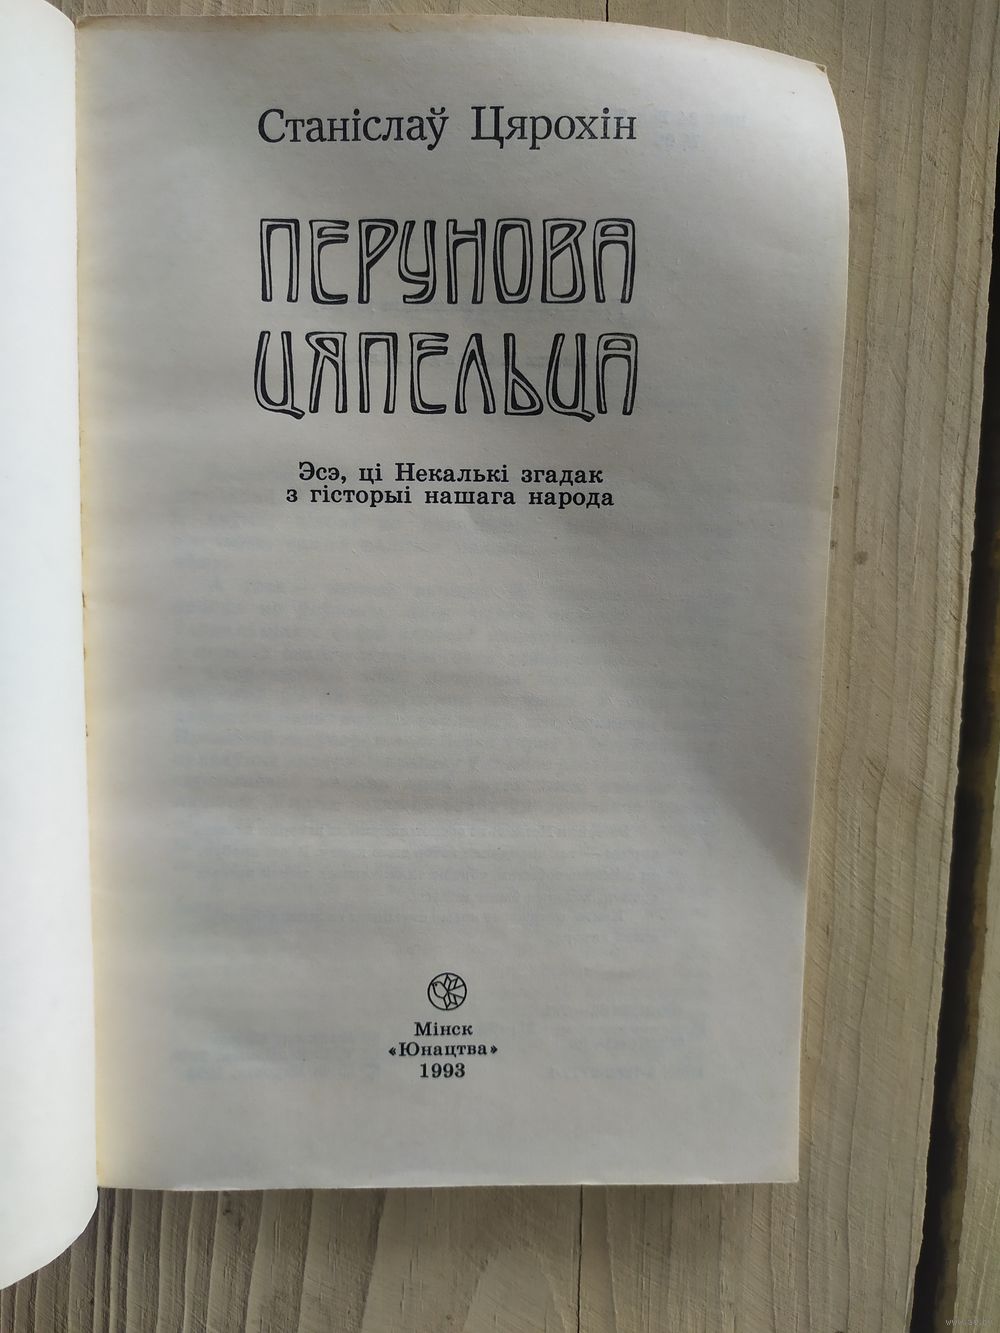 Станіслаў Цярохін
ПЕРУНОВА
ЦЯПЕЛЬЦА
Эсэ, ці Некалькі згадак
з гісторыі нашага народа
Мінск
«Юнацтва»
1993